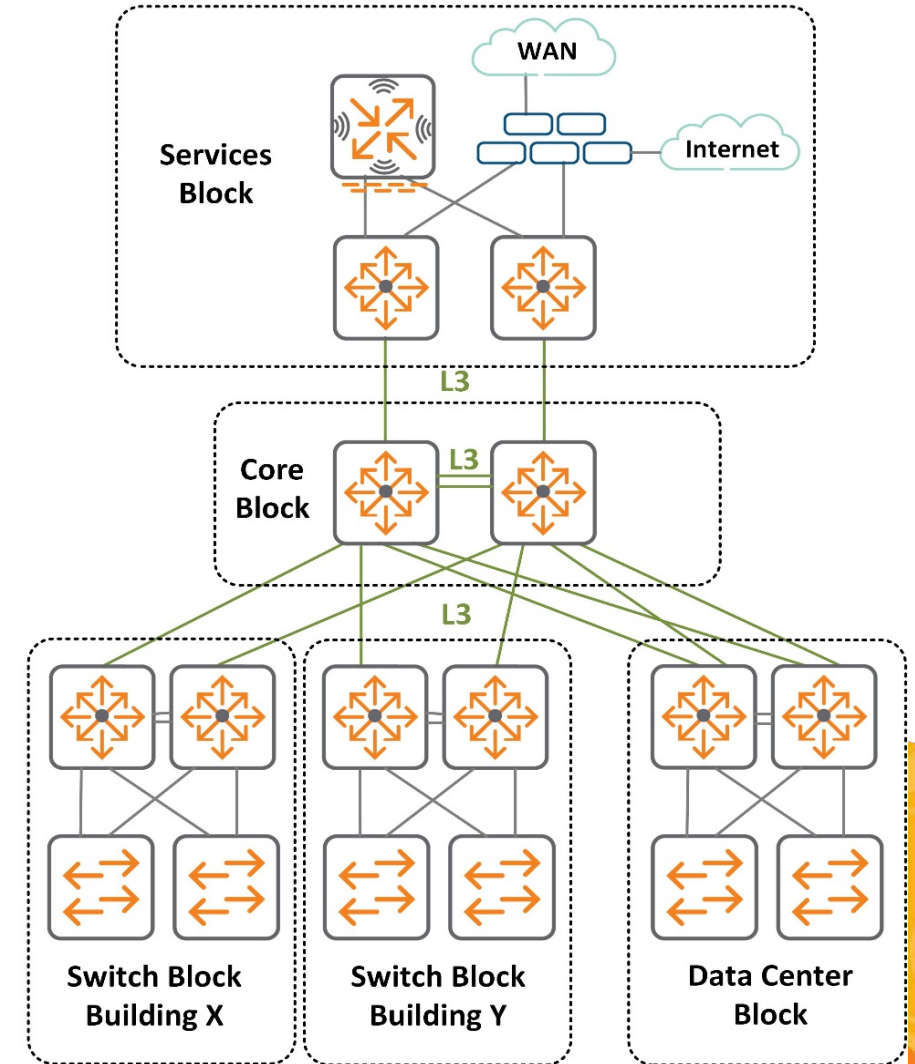 WAN
Internet
Services
Block
L3
Core
Block
L3
L3
Switch Block
Building X
Switch Block
Building Y
Data Center
Block